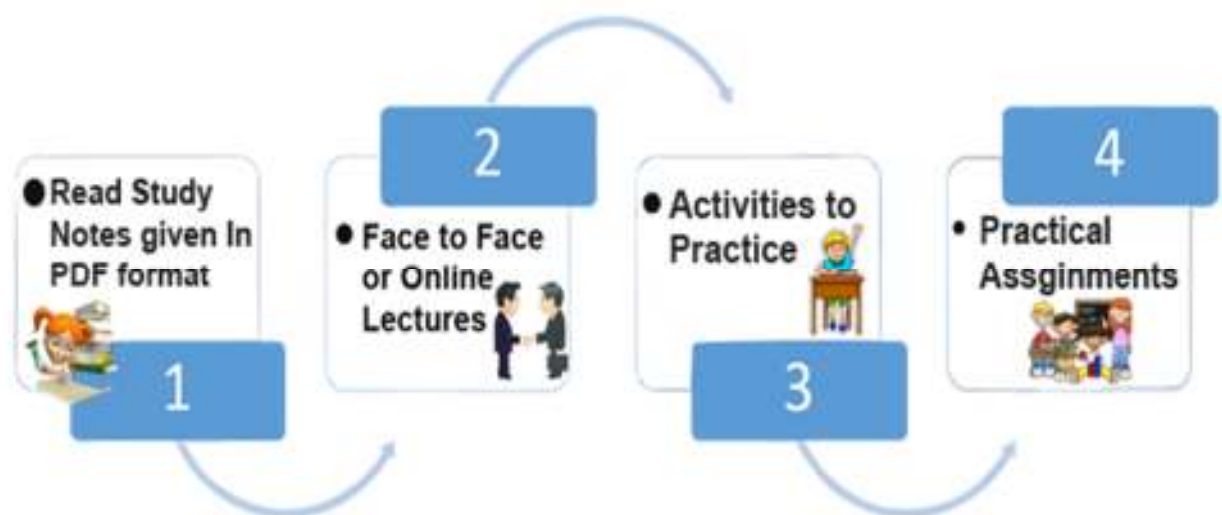 ● Read Study
Notes given In
PDF format
1
2
● Face to Face
or Online
Lectures
● Activities to
Practice
3
4
• Practical
Assginments